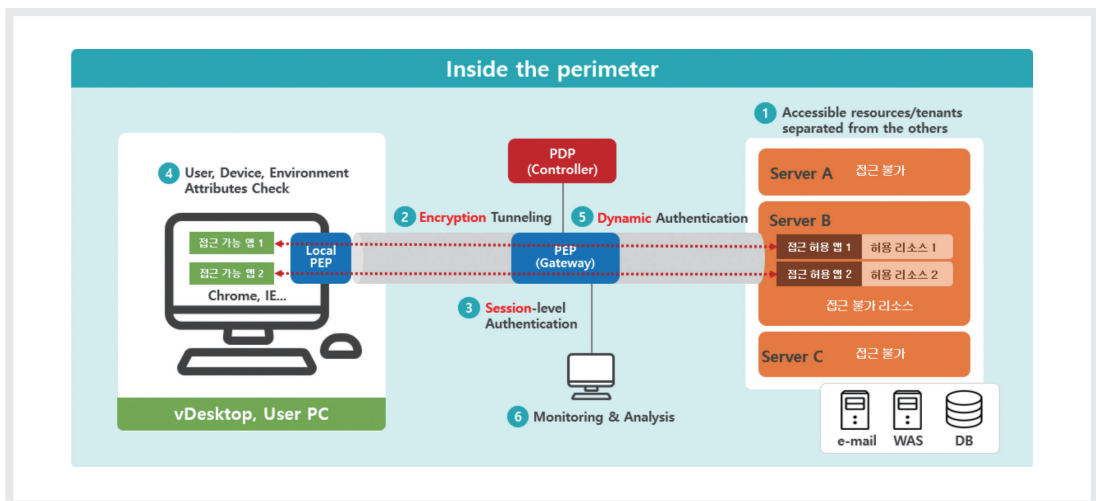 Inside the perimeter
1 Accessible resources/tenants
separated from the others
4 User, Device, Environment
Attributes Check
PDP
(Controller)
Server A 접근 불가
2 Encryption Tunneling
5 Dynamic Authentication
Server B
접근 가능 앱 1
Local
PEP
PEP
(Gateway)
접근 허용 앱 1
허용 리소스 1
접근 가능 앱 2
접근 허용 앱 2
허용 리소스 2
Chrome, IE...
3 Session-level
Authentication
접근 불가 리소스
Server C 접근 불가
vDesktop, User PC
6 Monitoring & Analysis
e-mail WAS DB